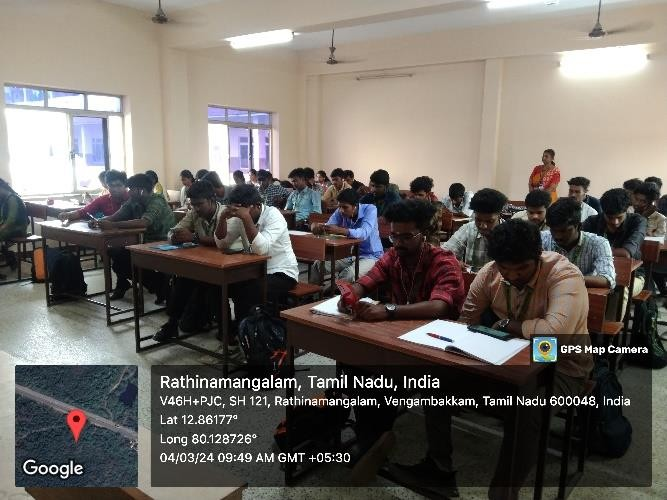 GPS Map Camera
Rathinamangalam, Tamil Nadu, India
V46H+PJC, SH 121, Rathinamangalam, Vengambakkam, Tamil Nadu 600048, India
Lat 12.86177°
Long 80.128726°
04/03/24 09:49 AM GMT +05:30
Google